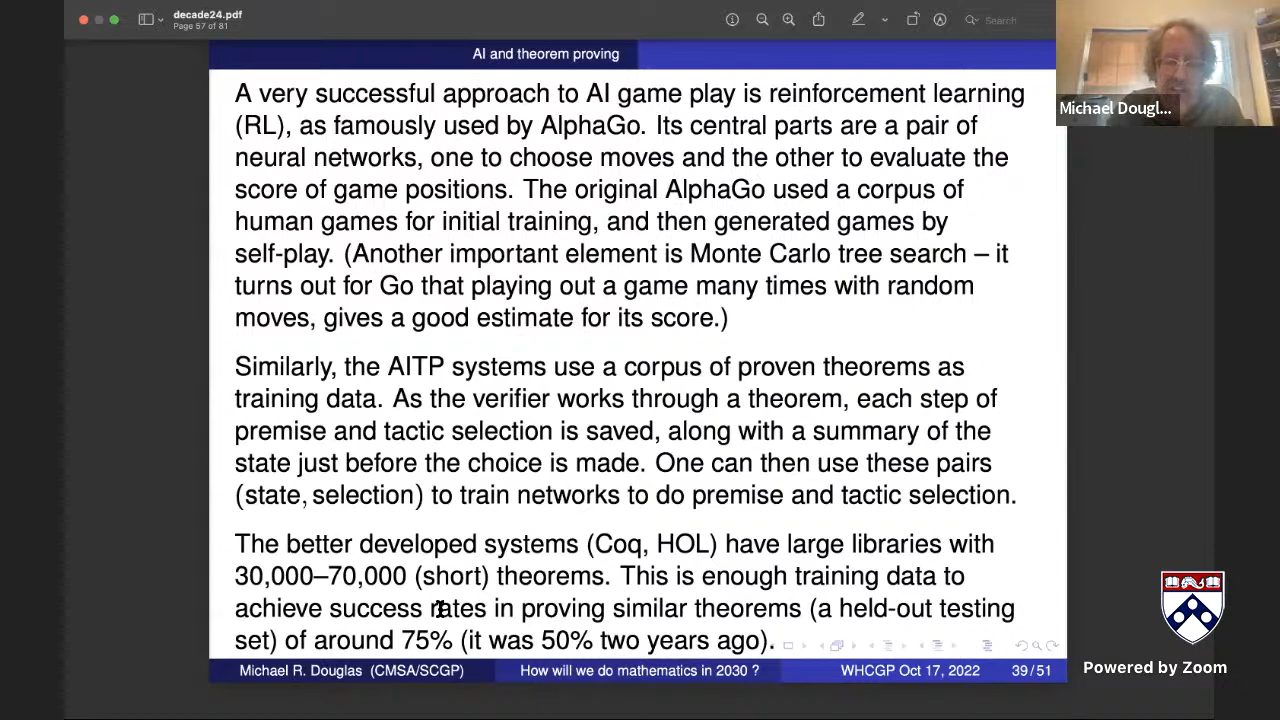 decade24.pdf
Page 57 of 81
Search
AI and theorem proving
A very successful approach to AI game play is reinforcement learning
(RL), as famously used by AlphaGo. Its central parts are a pair of
neural networks, one to choose moves and the other to evaluate the
score of game positions. The original AlphaGo used a corpus of
human games for initial training, and then generated games by
self-play. (Another important element is Monte Carlo tree search – it
turns out for Go that playing out a game many times with random
moves, gives a good estimate for its score.)
Similarly, the AITP systems use a corpus of proven theorems as
training data. As the verifier works through a theorem, each step of
premise and tactic selection is saved, along with a summary of the
state just before the choice is made. One can then use these pairs
(state, selection) to train networks to do premise and tactic selection.
The better developed systems (Coq, HOL) have large libraries with
30,000–70,000 (short) theorems. This is enough training data to
achieve success rates in proving similar theorems (a held-out testing
set) of around 75% (it was 50% two years ago).
Michael R. Douglas (CMSA/SCGP)
How will we do mathematics in 2030 ?
WHCGP Oct 17, 2022
39 / 51
Michael Dougl...
Powered by Zoom